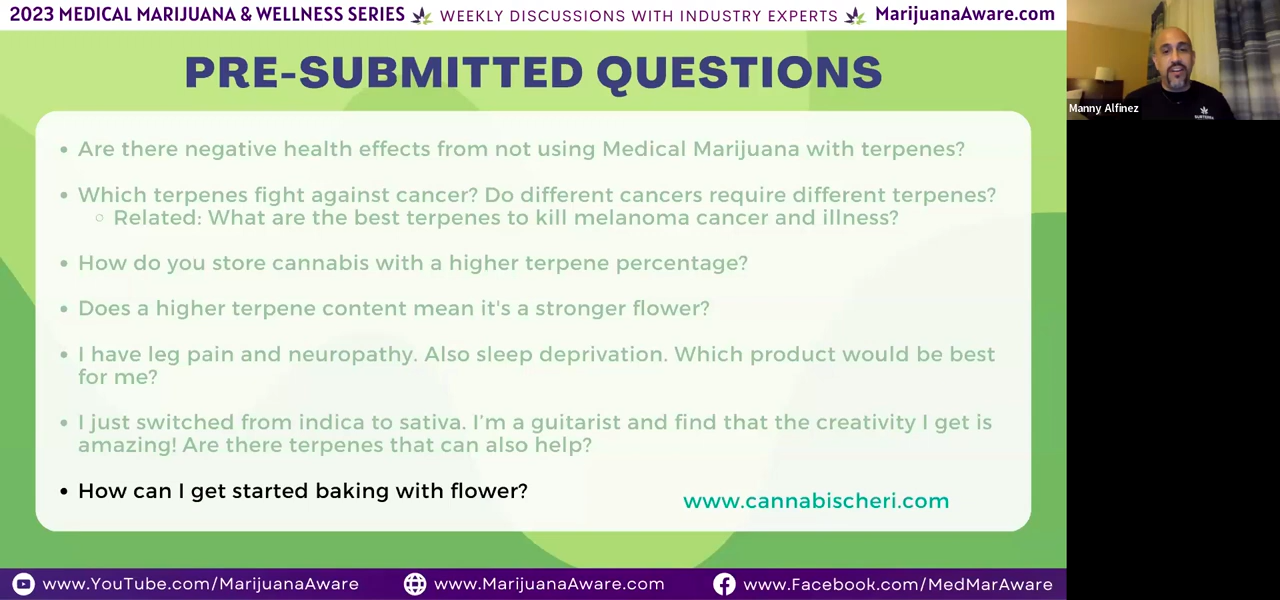 2023 MEDICAL MARIJUANA & WELLNESS SERIES WEEKLY DISCUSSIONS WITH INDUSTRY EXPERTS MarijuanaAware.com
PRE-SUBMITTED QUESTIONS
Manny Alfinez
• Are there negative health effects from not using Medical Marijuana with terpenes?
• Which terpenes fight against cancer? Do different cancers require different terpenes?
○ Related: What are the best terpenes to kill melanoma cancer and illness?
• How do you store cannabis with a higher terpene percentage?
• Does a higher terpene content mean it's a stronger flower?
• I have leg pain and neuropathy. Also sleep deprivation. Which product would be best
for me?
• I just switched from indica to sativa. I'm a guitarist and find that the creativity I get is
amazing! Are there terpenes that can also help?
• How can I get started baking with flower?
www.cannabischeri.com
www.YouTube.com/MarijuanaAware www.MarijuanaAware.com www.Facebook.com/MedMarAware